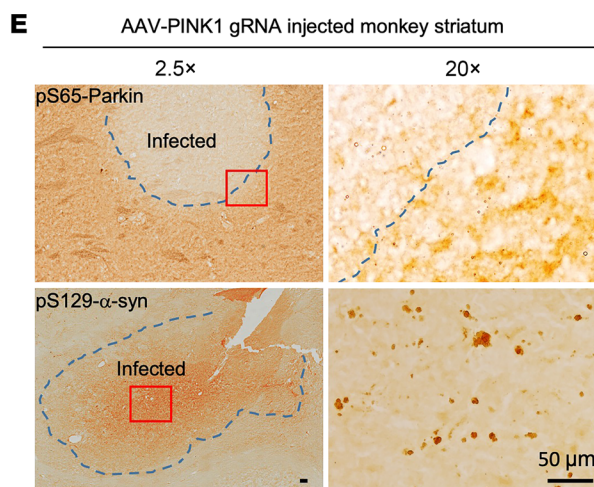 E
AAV-PINK1 gRNA injected monkey striatum
2.5×
20×
pS65-Parkin
Infected
pS129-α-syn
Infected
50 μm